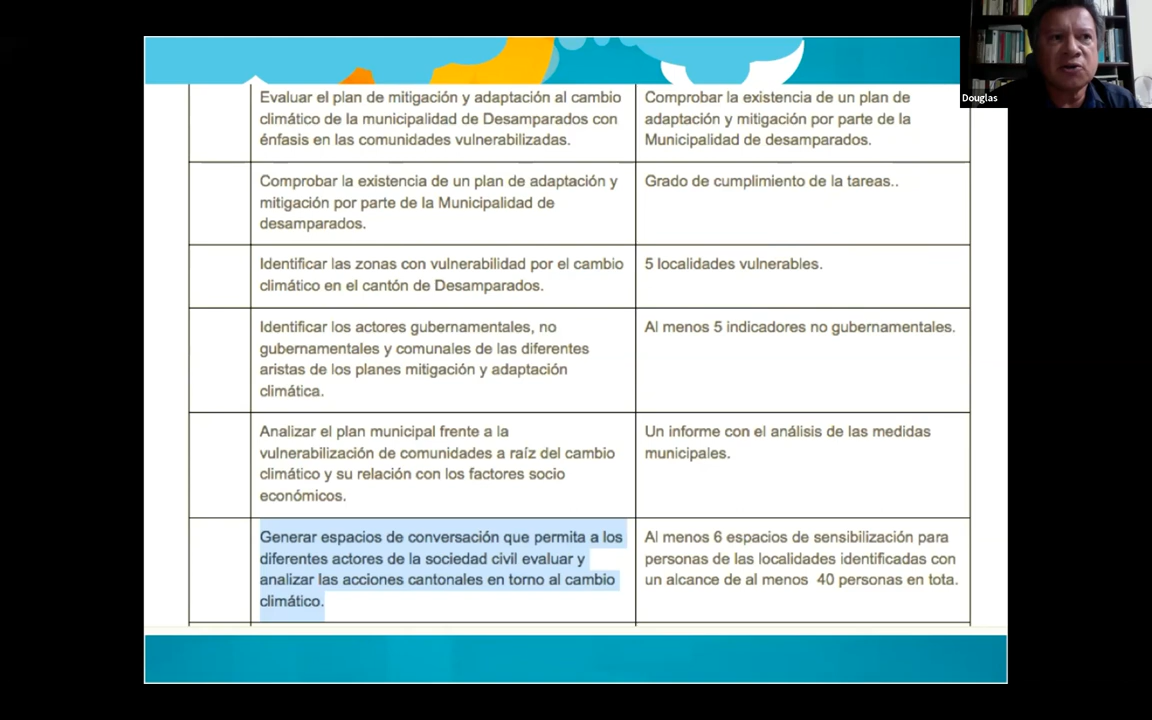 Douglas
Evaluar el plan de mitigación y adaptación al cambio
climático de la municipalidad de Desamparados con
énfasis en las comunidades vulnerabilizadas.
Comprobar la existencia de un plan de
adaptación y mitigación por parte de la
Municipalidad de desamparados.
Comprobar la existencia de un plan de adaptación y
mitigación por parte de la Municipalidad de
desamparados.
Grado de cumplimiento de la tareas..
Identificar las zonas con vulnerabilidad por el cambio
climático en el cantón de Desamparados.
5 localidades vulnerables.
Identificar los actores gubernamentales, no
gubernamentales y comunales de las diferentes
aristas de los planes mitigación y adaptación
climática.
Al menos 5 indicadores no gubernamentales.
Analizar el plan municipal frente a la
vulnerabilización de comunidades a raíz del cambio
climático y su relación con los factores socio
económicos.
Un informe con el análisis de las medidas
municipales.
Generar espacios de conversación que permita a los
diferentes actores de la sociedad civil evaluar y
analizar las acciones cantonales en torno al cambio
climático.
Al menos 6 espacios de sensibilización para
personas de las localidades identificadas con
un alcance de al menos  40 personas en tota.